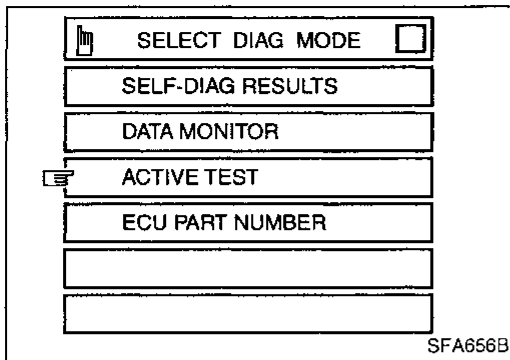 SELECT DIAG MODE
SELF-DIAG RESULTS
DATA MONITOR
ACTIVE TEST
ECU PART NUMBER
SFA656B